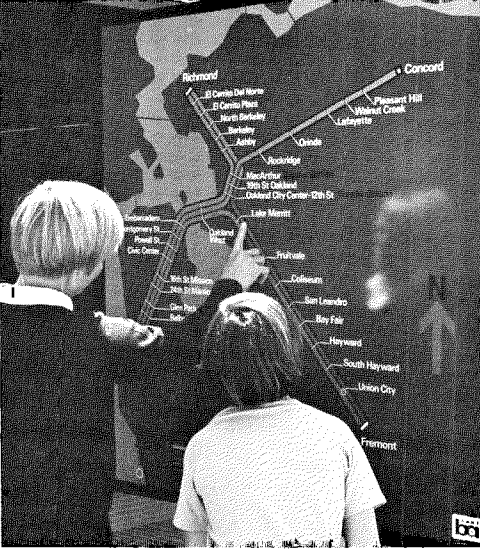 Richmond
El Cerrito Del Norte
El Cerrito Plaza
North Berkeley
Berkeley
Ashby
Concord
Pleasant Hill
Walnut Creek
Lafayette
Orinda
Rockridge
MacArthur
19th St Oakland
Oakland City Center-12th St
Lake Merritt
Oakland
West
Embarcadero
Montgomery St
Powell St
Civic Center
16th St Mission
24th St Mission
Glen Park
Balb
Fruitvale
Coliseum
San Leandro
Bay Fair
Hayward
South Hayward
Union City
Fremont
N
ba